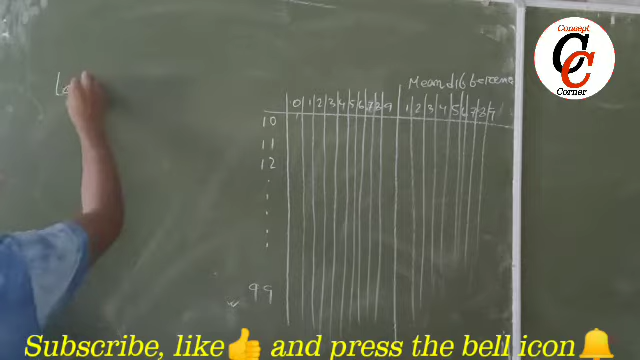 Concept
CC
Corner
Mean difference
0 1 2 3 4 5 6 7 8 9 1 2 3 4 5 6 7 8 9
10
11
12
99
Subscribe, like👍 and press the bell icon🔔